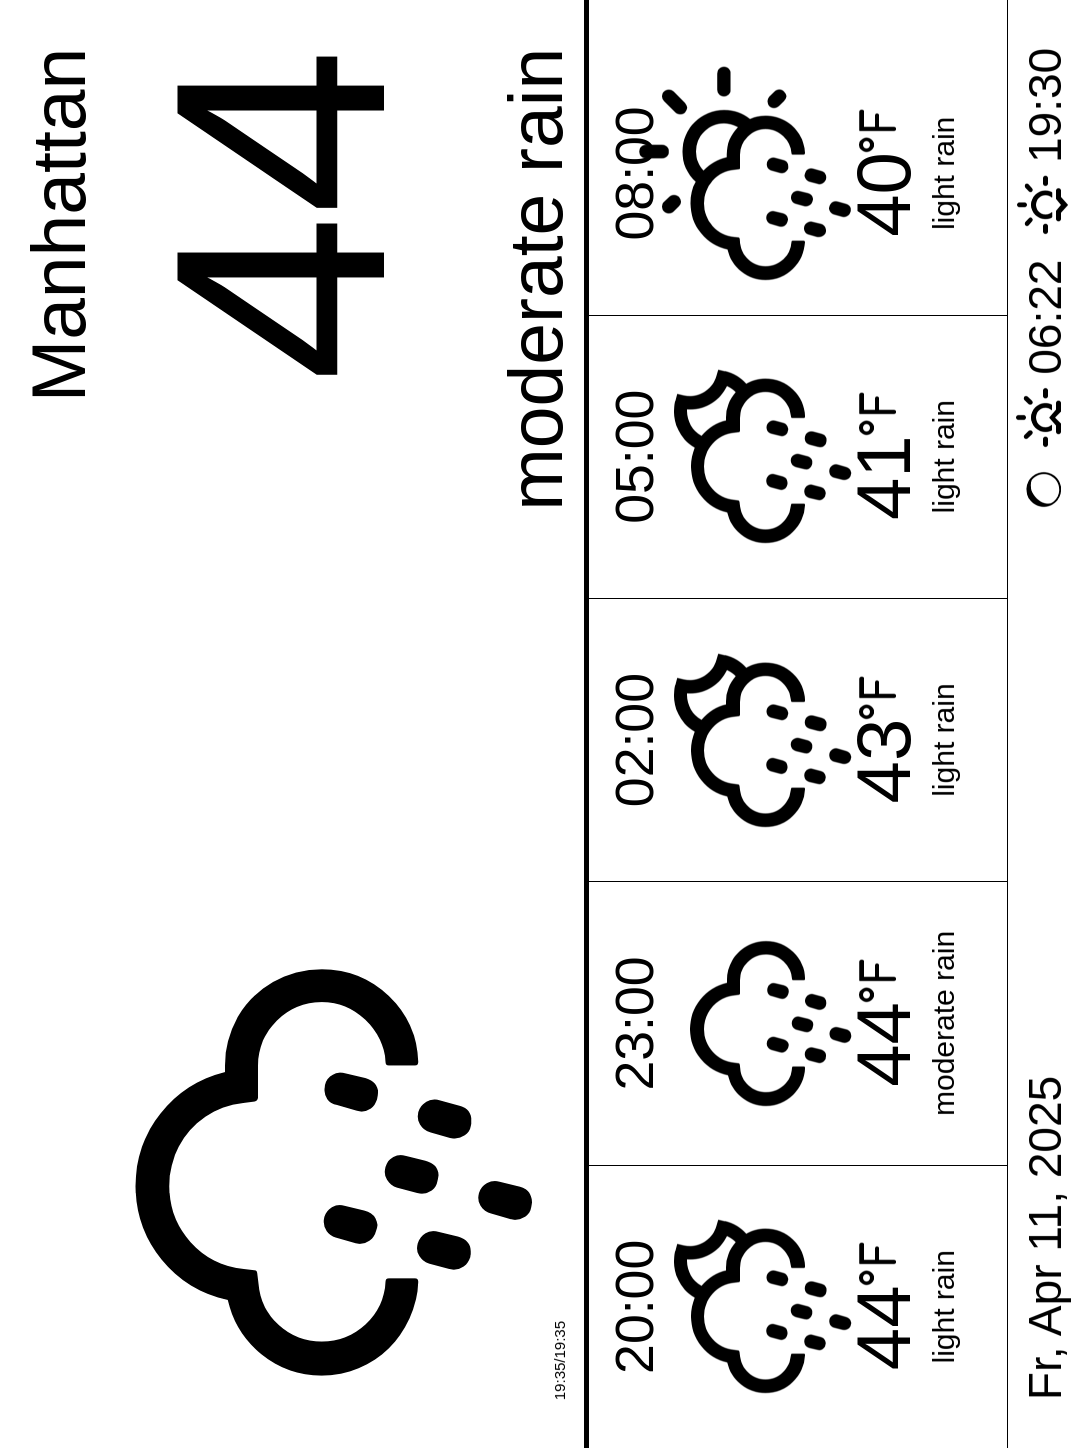 Manhattan
44
moderate rain
19:35/19:35
20:00
44°F
light rain
23:00
44°F
moderate rain
02:00
43°F
light rain
05:00
41°F
light rain
08:00
40°F
light rain
Fr, Apr 11, 2025
06:22
19:30